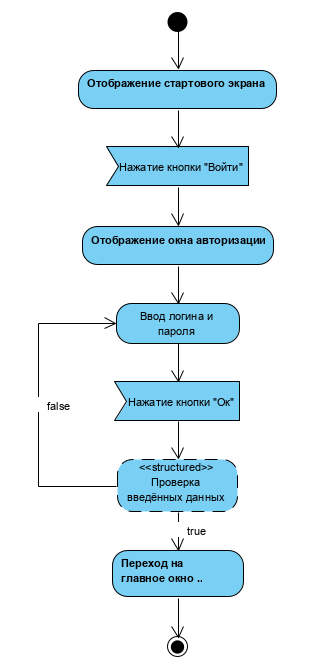 Отображение стартового экрана
Нажатие кнопки "Войти"
Отображение окна авторизации
Ввод логина и
пароля
Нажатие кнопки "Ок"
false
<<structured>>
Проверка
введённых данных
true
Переход на
главное окно ..